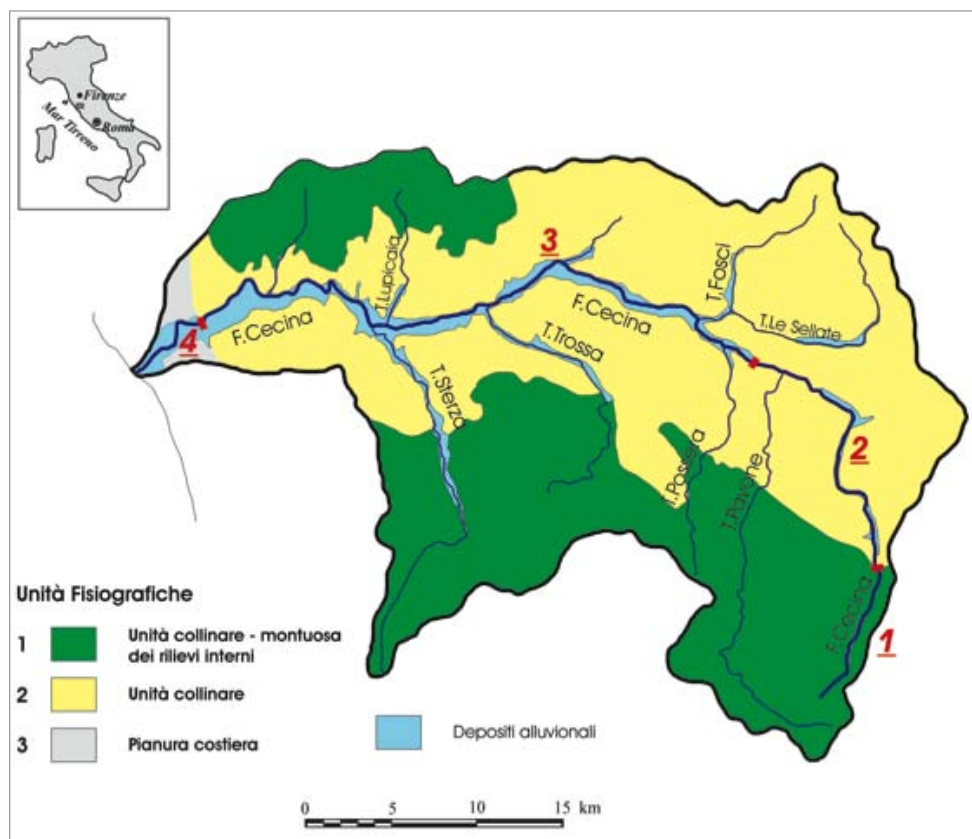 Firenze
Mar Tirreno
Roma
3
T.Lupicaia
T.Fosci
F.Cecina
F.Cecina
T.Le Sellate
4
T.Trossa
T.Sterza
2
T.Possera
T.Pavone
F.Cecina
1
Unità Fisiografiche
1 Unità collinare - montuosa
dei rilievi interni
2 Unità collinare
3 Pianura costiera
Depositi alluvionali
0 5 10 15 km